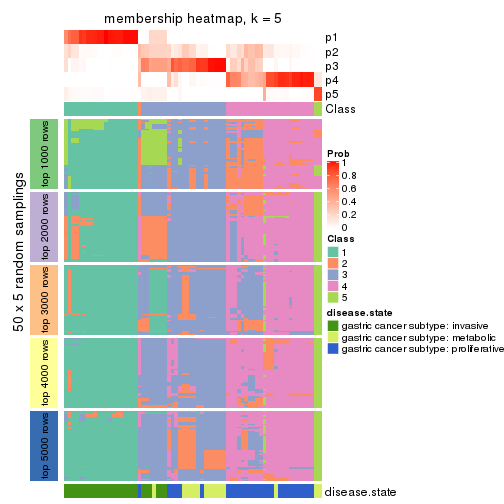 membership heatmap, k = 5
p1
p2
p3
p4
p5
Class
50 x 5 random samplings
top 1000 rows
top 2000 rows
top 3000 rows
top 4000 rows
top 5000 rows
disease.state
Prob
1
0.8
0.6
0.4
0.2
0
Class
1
2
3
4
5
disease.state
gastric cancer subtype: invasive
gastric cancer subtype: metabolic
gastric cancer subtype: proliferative